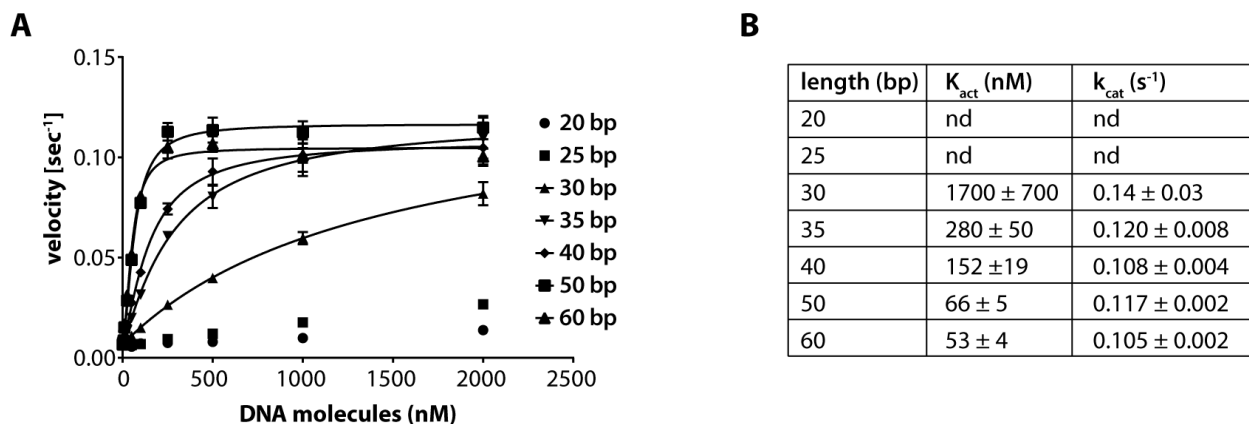 A
velocity [sec⁻¹]
0.15
0.10
0.05
0.00
0 500 1000 1500 2000 2500
DNA molecules (nM)
20 bp
25 bp
30 bp
35 bp
40 bp
50 bp
60 bp
B
length (bp) K_act (nM) k_cat (s⁻¹)
20 nd nd
25 nd nd
30 1700 ± 700 0.14 ± 0.03
35 280 ± 50 0.120 ± 0.008
40 152 ±19 0.108 ± 0.004
50 66 ± 5 0.117 ± 0.002
60 53 ± 4 0.105 ± 0.002